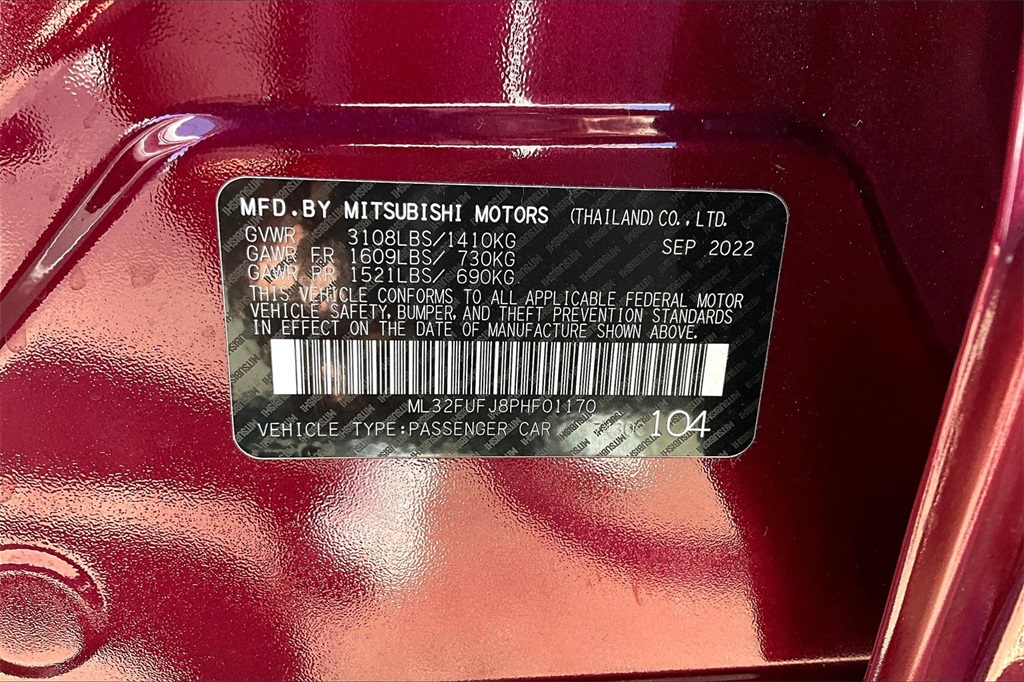 MFD.BY MITSUBISHI MOTORS (THAILAND)CO.,LTD.
GVWR 3108LBS/1410KG SEP 2022
GAWR FR 1609LBS/ 730KG
GAWR RR 1521LBS/ 690KG
THIS VEHICLE CONFORMS TO ALL APPLICABLE FEDERAL MOTOR
VEHICLE SAFETY, BUMPER, AND THEFT PREVENTION STANDARDS
IN EFFECT ON THE DATE OF MANUFACTURE SHOWN ABOVE.
ML32FUFJ8PHF01170
VEHICLE TYPE:PASSENGER CAR 104